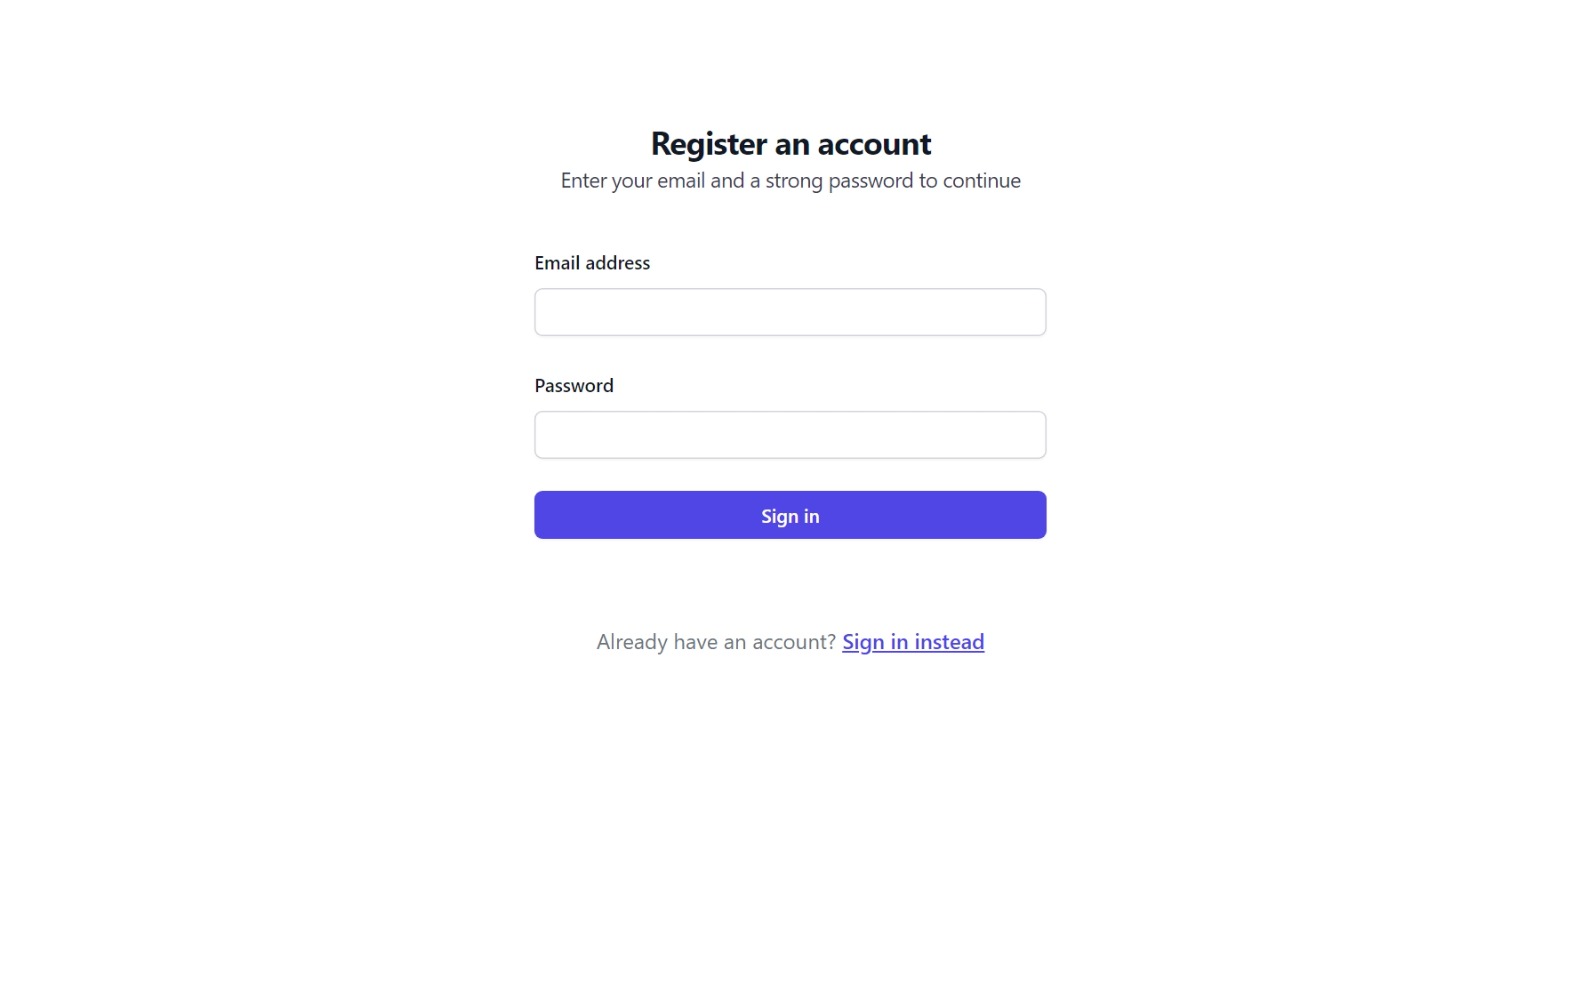 Register an account
Enter your email and a strong password to continue
Email address
Password
Sign in
Already have an account? Sign in instead